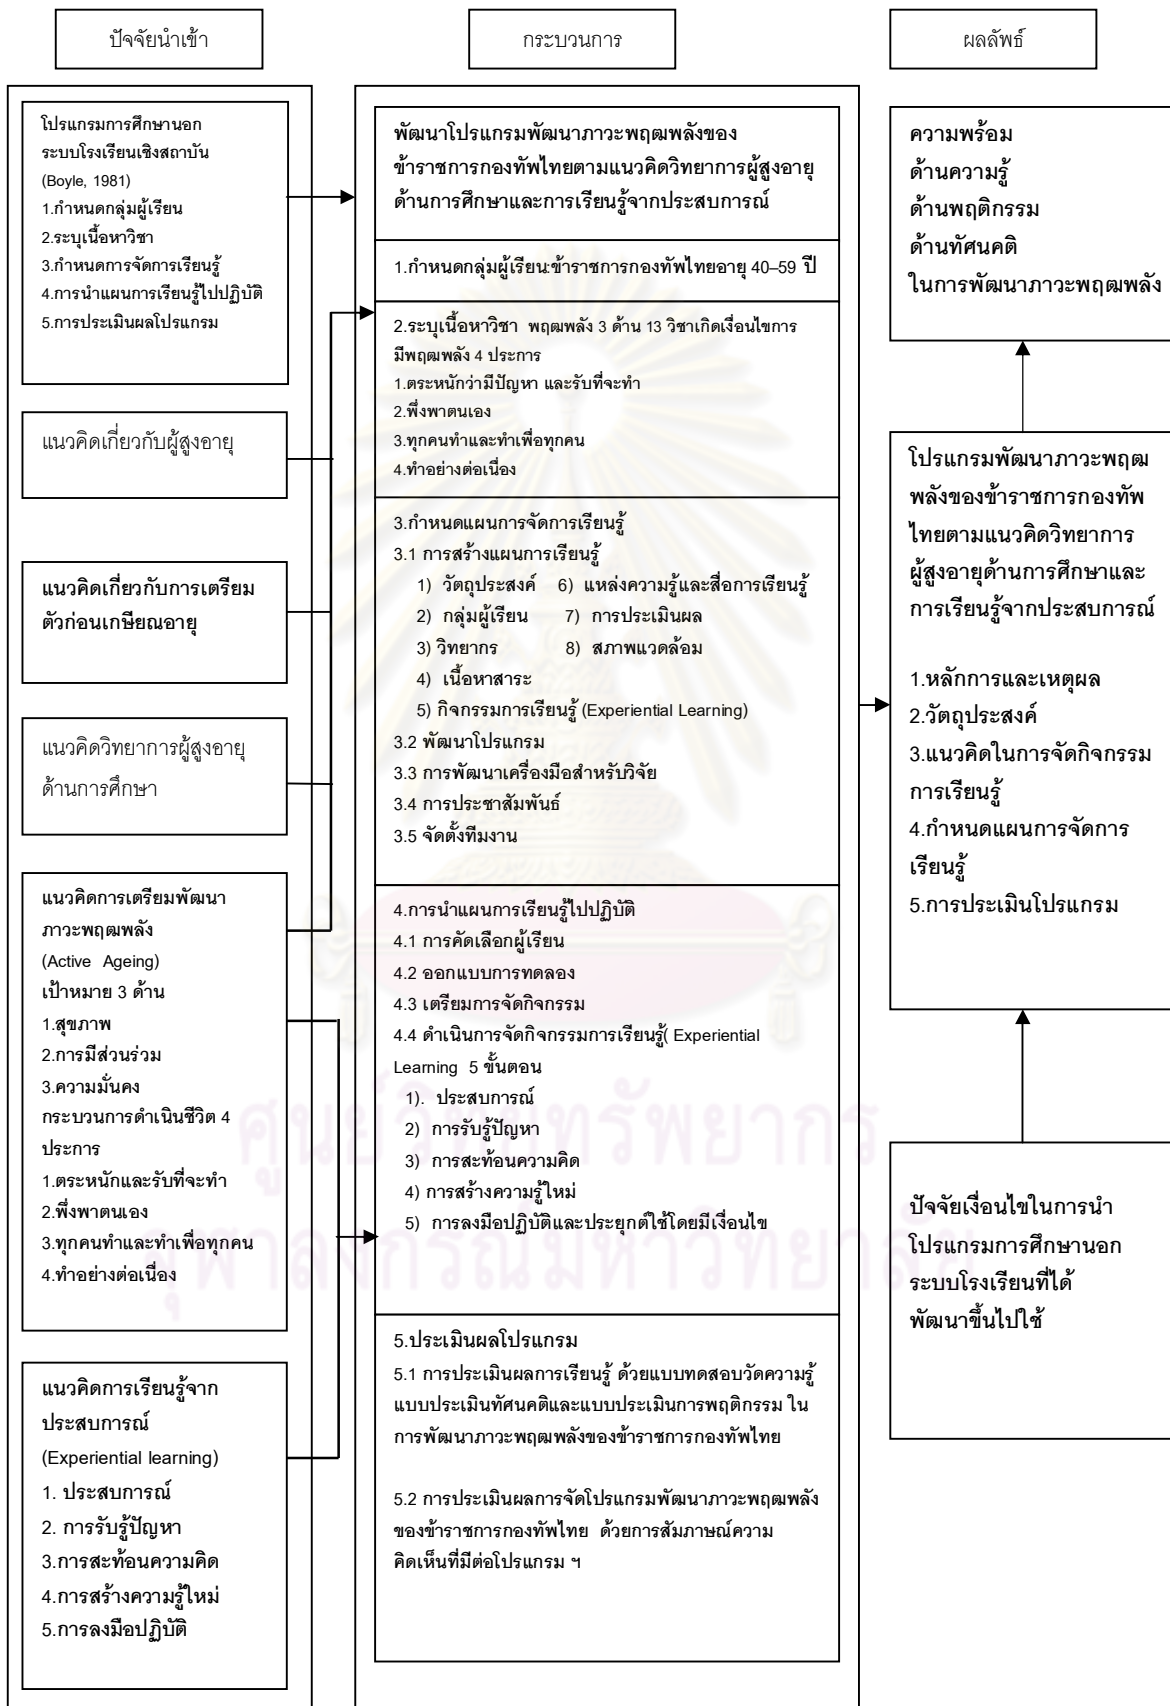 ปัจจัยนำเข้า
กระบวนการ
ผลลัพธ์
โปรแกรมการศึกษานอก
ระบบโรงเรียนเชิงสถาบัน
(Boyle, 1981)
1.กำหนดกลุ่มผู้เรียน
2.ระบุเนื้อหาวิชา
3.กำหนดการจัดการเรียนรู้
4.การนำแผนการเรียนรู้ไปปฏิบัติ
5.การประเมินผลโปรแกรม
แนวคิดเกี่ยวกับผู้สูงอายุ
แนวคิดเกี่ยวกับการเตรียม
ตัวก่อนเกษียณอายุ
แนวคิดวิทยาการผู้สูงอายุ
ด้านการศึกษา
แนวคิดการเตรียมพัฒนา
ภาวะพฤฒพลัง
(Active Ageing)
เป้าหมาย 3 ด้าน
1.สุขภาพ
2.การมีส่วนร่วม
3.ความมั่นคง
กระบวนการดำเนินชีวิต 4
ประการ
1.ตระหนักและรับที่จะทำ
2.พึ่งพาตนเอง
3.ทุกคนทำและทำเพื่อทุกคน
4.ทำอย่างต่อเนื่อง
แนวคิดการเรียนรู้จาก
ประสบการณ์
(Experiential learning)
1. ประสบการณ์
2. การรับรู้ปัญหา
3.การสะท้อนความคิด
4.การสร้างความรู้ใหม่
5.การลงมือปฏิบัติ
พัฒนาโปรแกรมพัฒนาภาวะพฤฒพลังของ
ข้าราชการกองทัพไทยตามแนวคิดวิทยาการผู้สูงอายุ
ด้านการศึกษาและการเรียนรู้จากประสบการณ์
1.กำหนดกลุ่มผู้เรียน:ข้าราชการกองทัพไทยอายุ 40–59 ปี
2.ระบุเนื้อหาวิชา พฤฒพลัง 3 ด้าน 13 วิชาเกิดเงื่อนไขการ
มีพฤฒพลัง 4 ประการ
1.ตระหนักว่ามีปัญหา และรับที่จะทำ
2.พึ่งพาตนเอง
3.ทุกคนทำและทำเพื่อทุกคน
4.ทำอย่างต่อเนื่อง
3.กำหนดแผนการจัดการเรียนรู้
3.1 การสร้างแผนการเรียนรู้
1) วัตถุประสงค์ 6) แหล่งความรู้และสื่อการเรียนรู้
2) กลุ่มผู้เรียน 7) การประเมินผล
3) วิทยากร 8) สภาพแวดล้อม
4) เนื้อหาสาระ
5) กิจกรรมการเรียนรู้ (Experiential Learning)
3.2 พัฒนาโปรแกรม
3.3 การพัฒนาเครื่องมือสำหรับวิจัย
3.4 การประชาสัมพันธ์
3.5 จัดตั้งทีมงาน
4.การนำแผนการเรียนรู้ไปปฏิบัติ
4.1 การคัดเลือกผู้เรียน
4.2 ออกแบบการทดลอง
4.3 เตรียมการจัดกิจกรรม
4.4 ดำเนินการจัดกิจกรรมการเรียนรู้( Experiential
Learning 5 ขั้นตอน
1). ประสบการณ์
2) การรับรู้ปัญหา
3) การสะท้อนความคิด
4) การสร้างความรู้ใหม่
5) การลงมือปฏิบัติและประยุกต์ใช้โดยมีเงื่อนไข
5.ประเมินผลโปรแกรม
5.1 การประเมินผลการเรียนรู้ ด้วยแบบทดสอบวัดความรู้
แบบประเมินทัศนคติและแบบประเมินการพฤติกรรม ใน
การพัฒนาภาวะพฤฒพลังของข้าราชการกองทัพไทย
5.2 การประเมินผลการจัดโปรแกรมพัฒนาภาวะพฤฒพลัง
ของข้าราชการกองทัพไทย ด้วยการสัมภาษณ์ความ
คิดเห็นที่มีต่อโปรแกรม ฯ
ความพร้อม
ด้านความรู้
ด้านพฤติกรรม
ด้านทัศนคติ
ในการพัฒนาภาวะพฤฒพลัง
โปรแกรมพัฒนาภาวะพฤฒ
พลังของข้าราชการกองทัพ
ไทยตามแนวคิดวิทยาการ
ผู้สูงอายุด้านการศึกษาและ
การเรียนรู้จากประสบการณ์
1.หลักการและเหตุผล
2.วัตถุประสงค์
3.แนวคิดในการจัดกิจกรรม
การเรียนรู้
4.กำหนดแผนการจัดการ
เรียนรู้
5.การประเมินโปรแกรม
ปัจจัยเงื่อนไขในการนำ
โปรแกรมการศึกษานอก
ระบบโรงเรียนที่ได้
พัฒนาขึ้นไปใช้
ศูนย์วิทยทรัพยากร
จุฬาลงกรณ์มหาวิทยาลัย